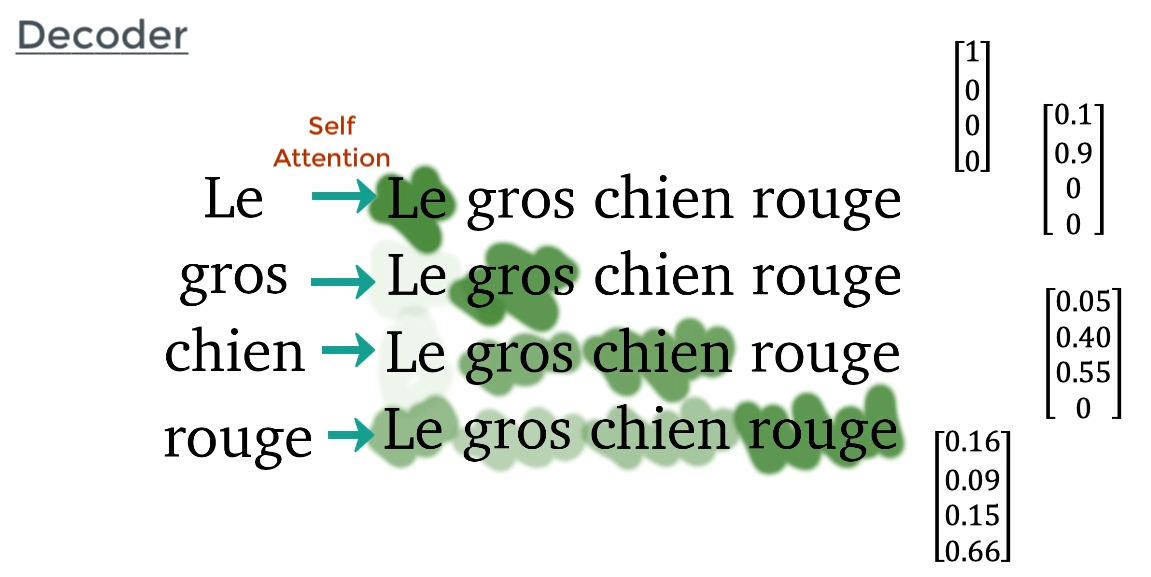 Decoder
Self
Attention
Le → Le gros chien rouge
gros → Le gros chien rouge
chien → Le gros chien rouge
rouge → Le gros chien rouge
1
0
0
0
0.1
0.9
0
0
0.05
0.40
0.55
0
0.16
0.09
0.15
0.66